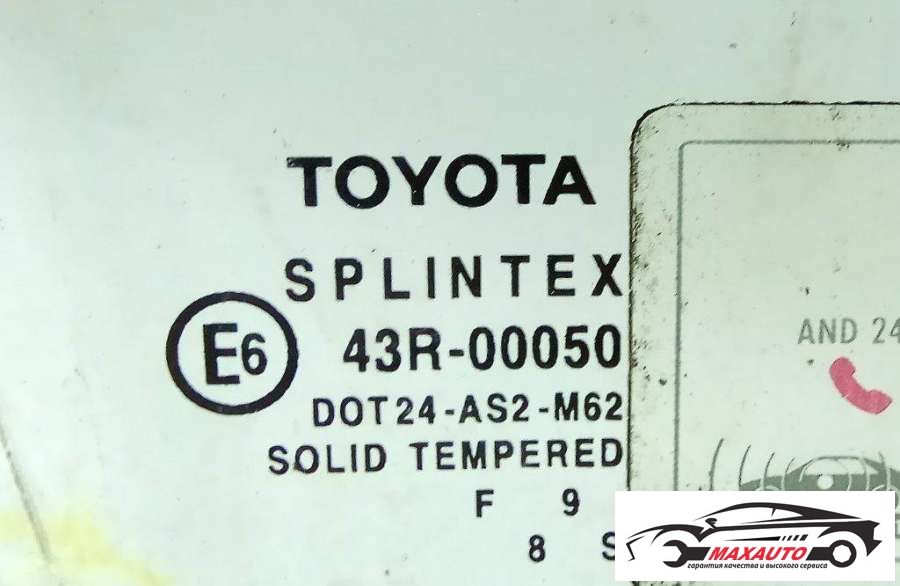 TOYOTA
SPLINTEX
E6
43R-00050
DOT24-AS2-M62
SOLID TEMPERED
F 9
8 S
AND 24
MAXAUTO
гарантия качества и высокого сервиса